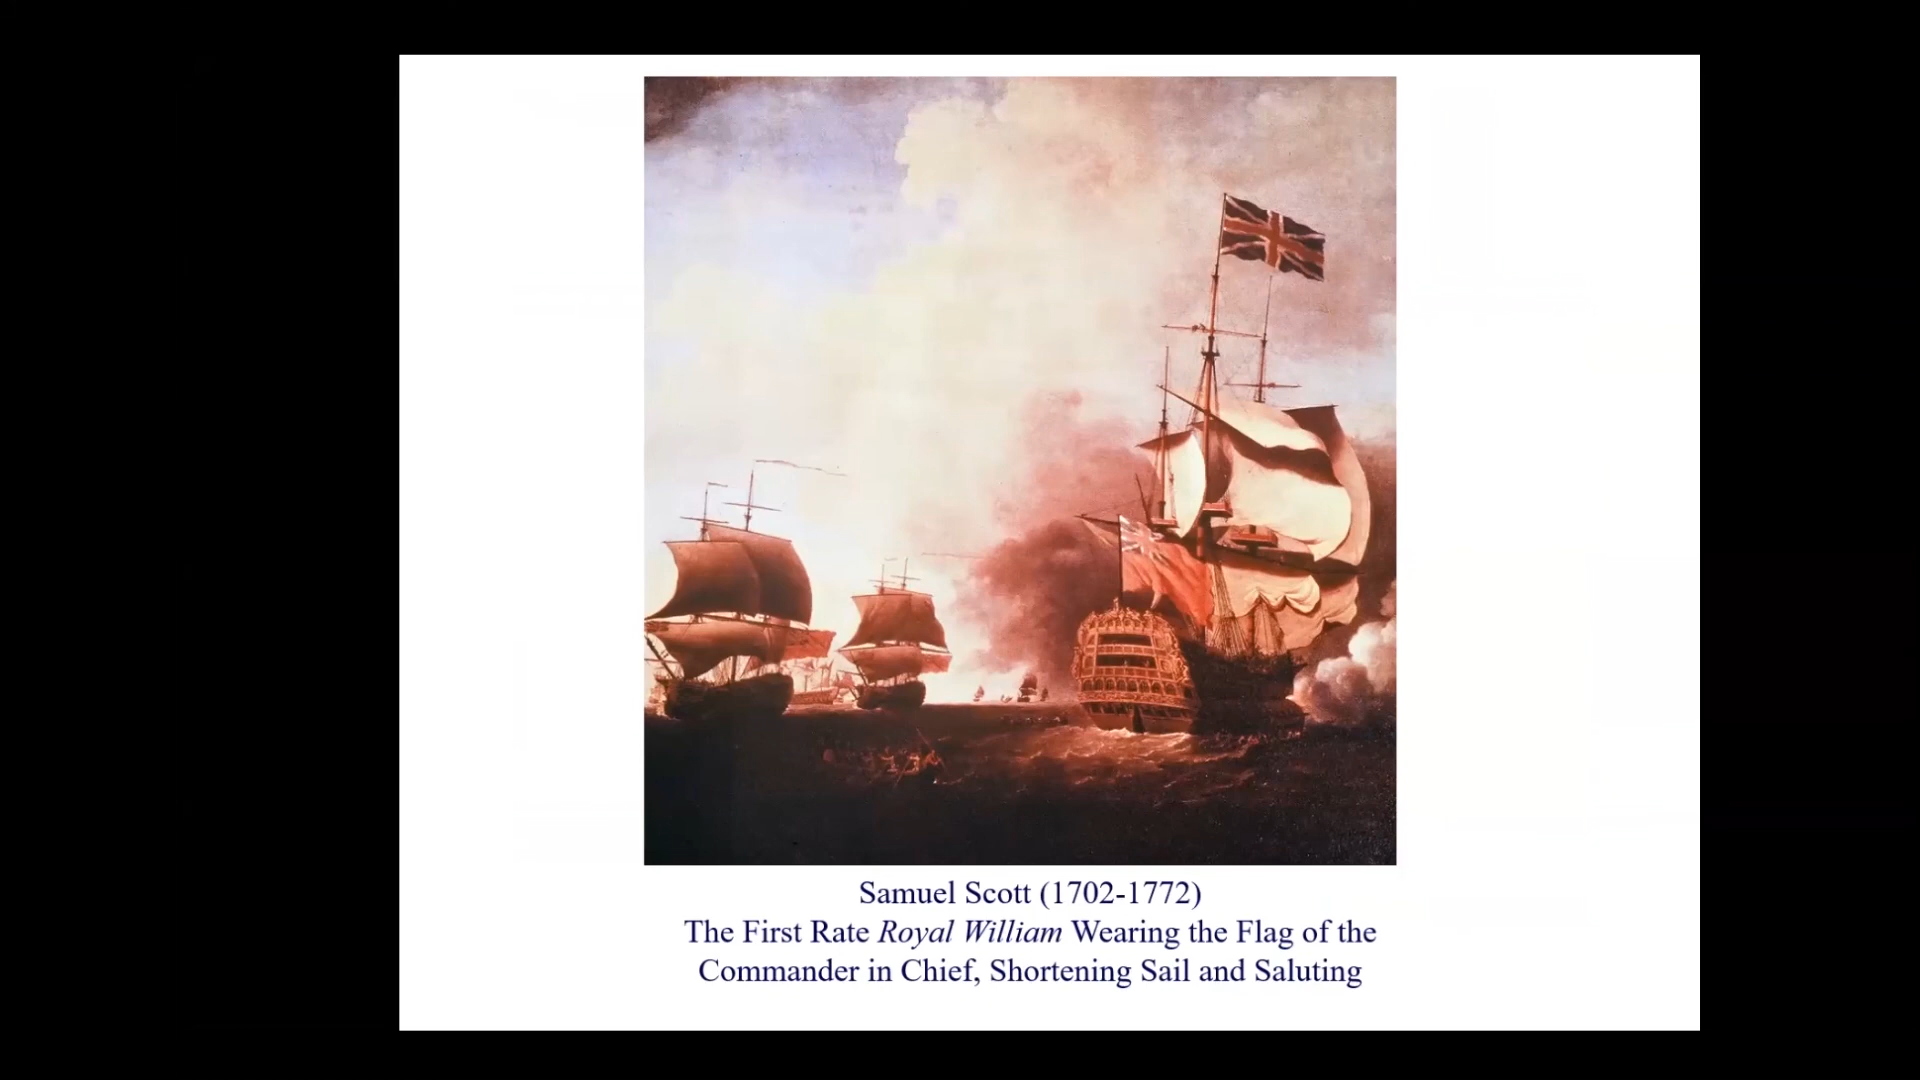 Samuel Scott (1702-1772)
The First Rate Royal William Wearing the Flag of the
Commander in Chief, Shortening Sail and Saluting